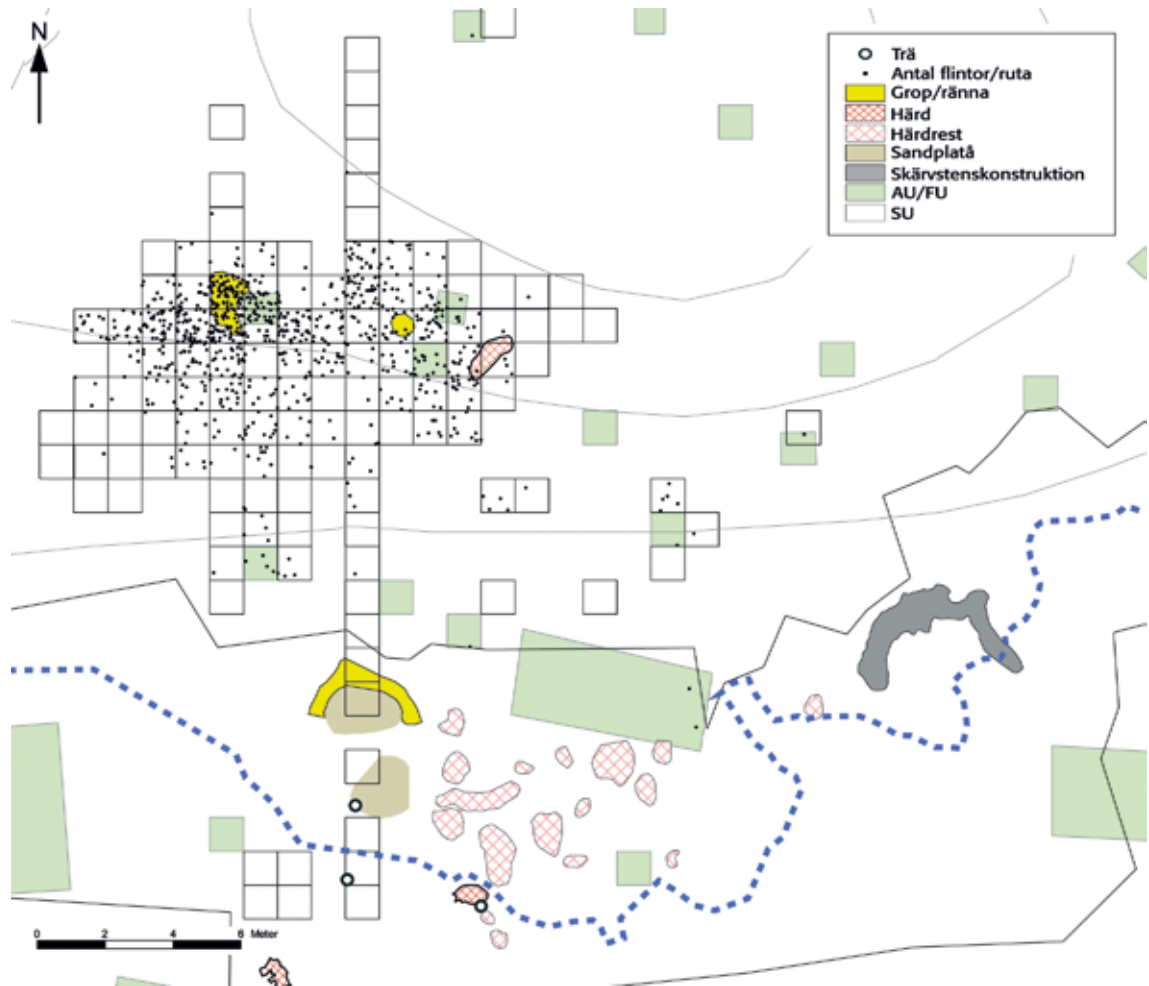 N
Trä
Antal flintor/ruta
Grop/ränna
Härd
Härdrest
Sandplatå
Skärvstenskonstruktion
AU/FU
SU
0 2 4 6 Meter